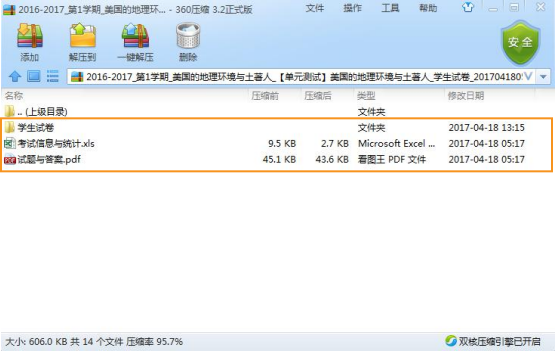 2016-2017_第1学期_美国的地理环... - 360压缩 3.2正式版 文件 操作 工具 帮助
添加 解压到 一键解压 删除 安全
2016-2017_第1学期_美国的地理环境与土著人_【单元测试】美国的地理环境与土著人_学生试卷_201704180
名称 压缩前 压缩后 类型 修改日期
.. (上级目录) 文件夹
学生试卷 文件夹 2017-04-18 13:15
考试信息与统计.xls 9.5 KB 2.7 KB Microsoft Excel ... 2017-04-18 05:17
PDF 试题与答案.pdf 45.1 KB 43.6 KB 看图王 PDF 文件 2017-04-18 05:17
大小: 606.0 KB 共 14 个文件 压缩率 95.7% 双核压缩引擎已开启